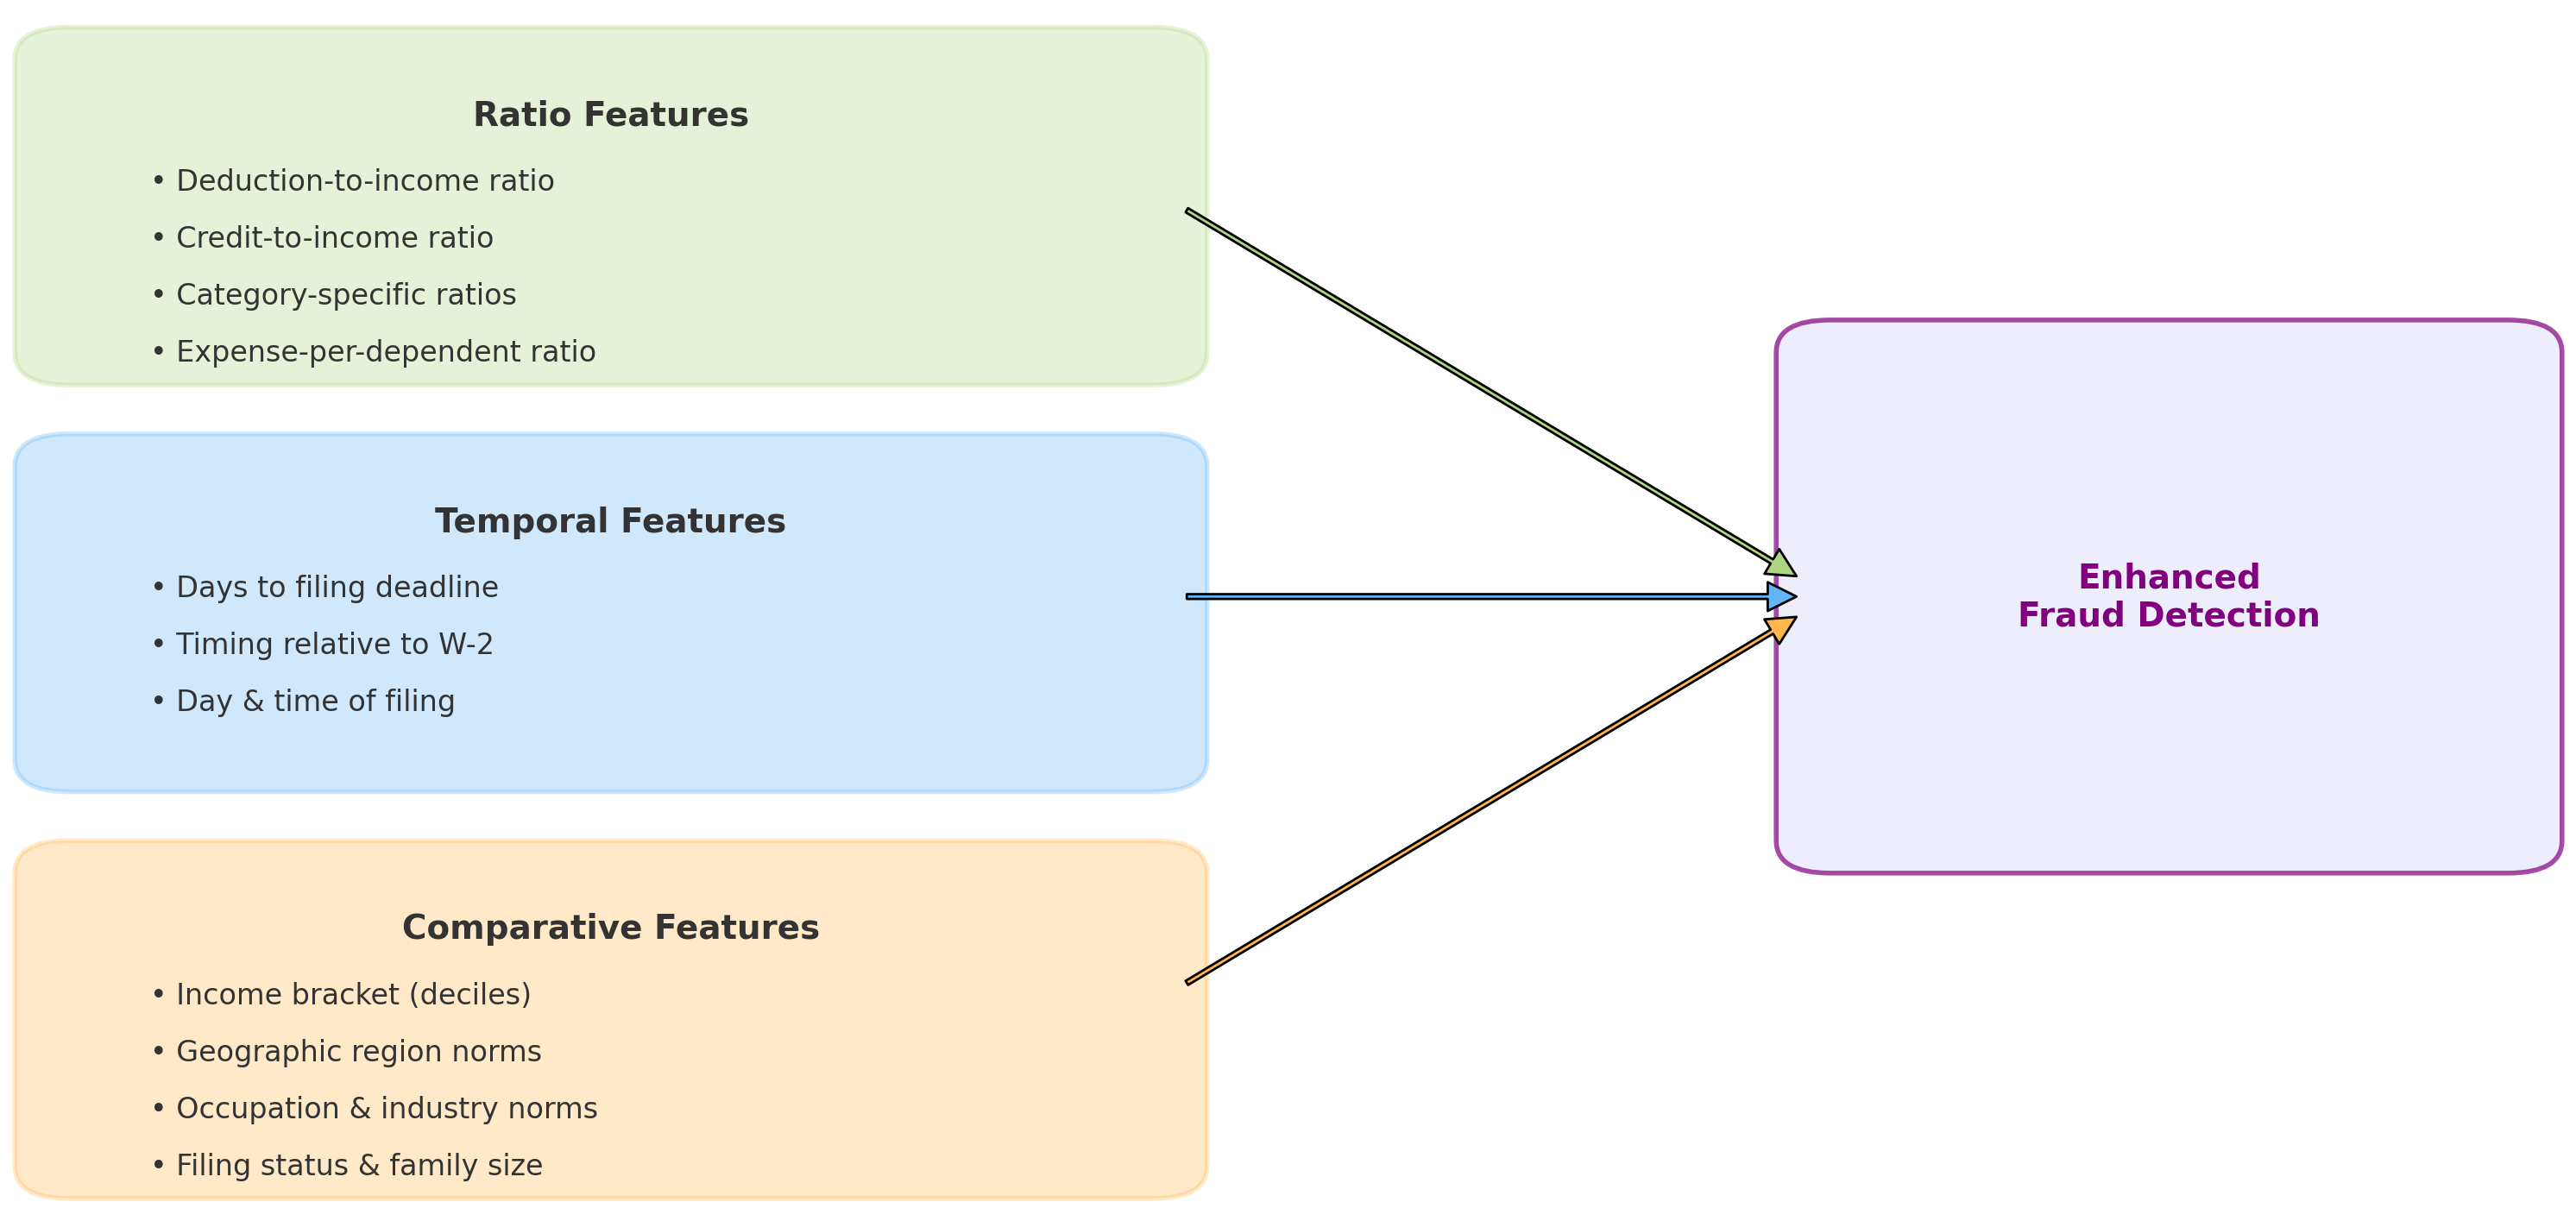 Ratio Features
• Deduction-to-income ratio
• Credit-to-income ratio
• Category-specific ratios
• Expense-per-dependent ratio
Temporal Features
• Days to filing deadline
• Timing relative to W-2
• Day & time of filing
Comparative Features
• Income bracket (deciles)
• Geographic region norms
• Occupation & industry norms
• Filing status & family size
Enhanced
Fraud Detection